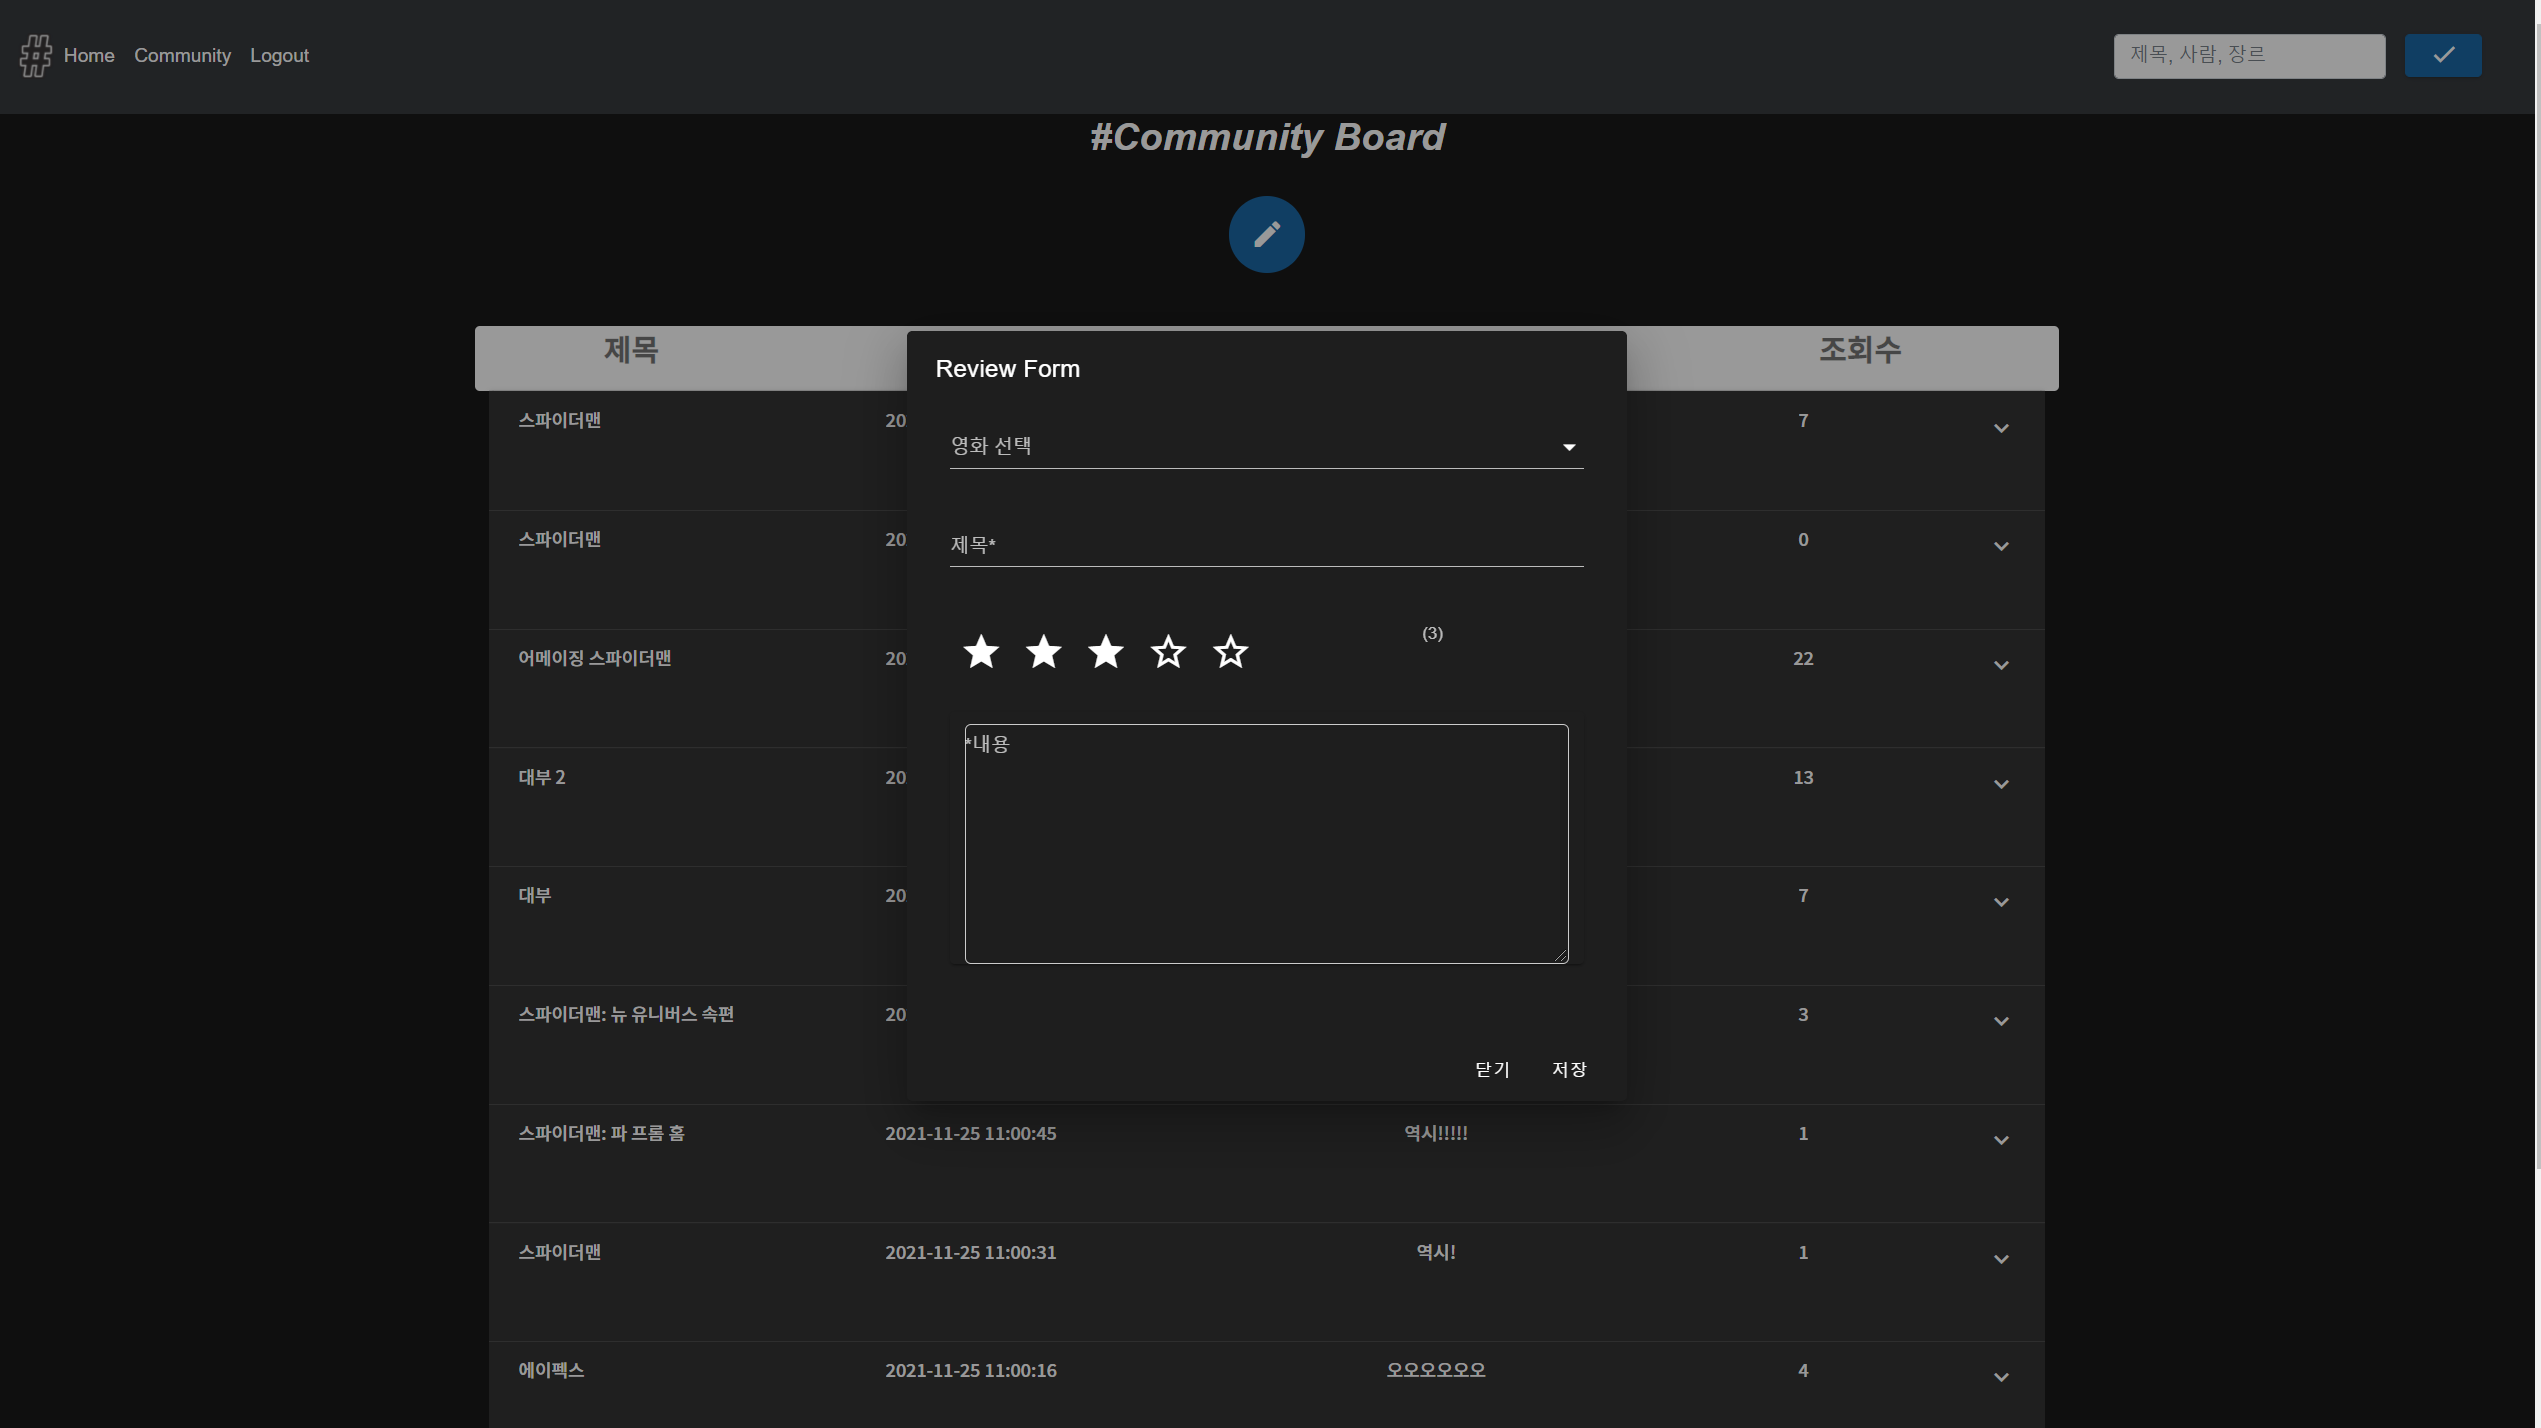 # Home Community Logout 제목, 사람, 장르
#Community Board
제목 조회수
Review Form
스파이더맨 20 7
영화 선택
스파이더맨 20 0
제목*
(3)
어메이징 스파이더맨 20 22
*내용
대부 2 20 13
대부 20 7
스파이더맨: 뉴 유니버스 속편 20 3
닫기 저장
스파이더맨: 파 프롬 홈 2021-11-25 11:00:45 역시!!!!! 1
스파이더맨 2021-11-25 11:00:31 역시! 1
에이펙스 2021-11-25 11:00:16 오오오오오오 4